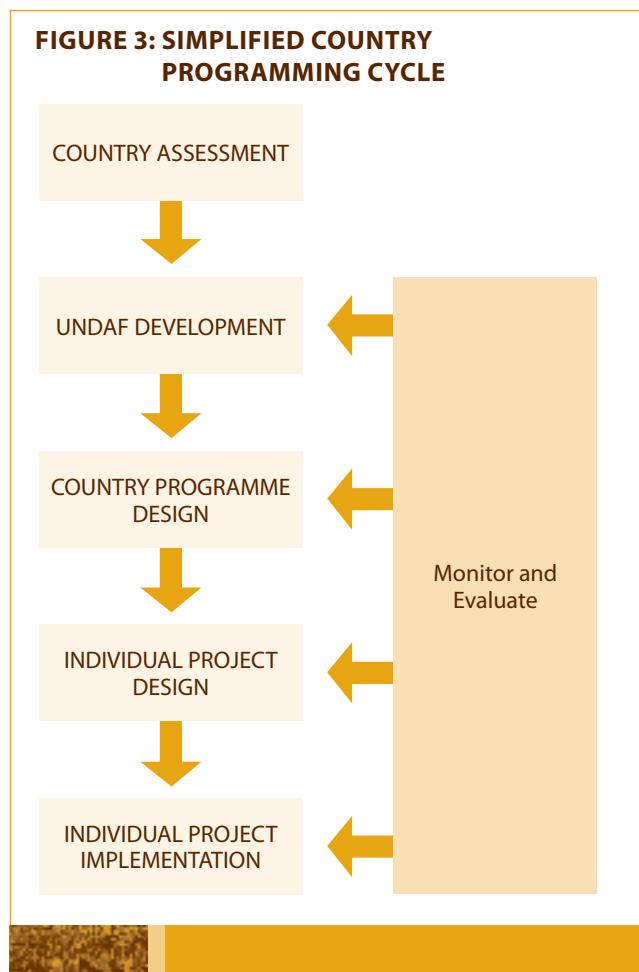 FIGURE 3: SIMPLIFIED COUNTRY
PROGRAMMING CYCLE
COUNTRY ASSESSMENT
UNDAF DEVELOPMENT
COUNTRY PROGRAMME
DESIGN
INDIVIDUAL PROJECT
DESIGN
INDIVIDUAL PROJECT
IMPLEMENTATION
Monitor and
Evaluate